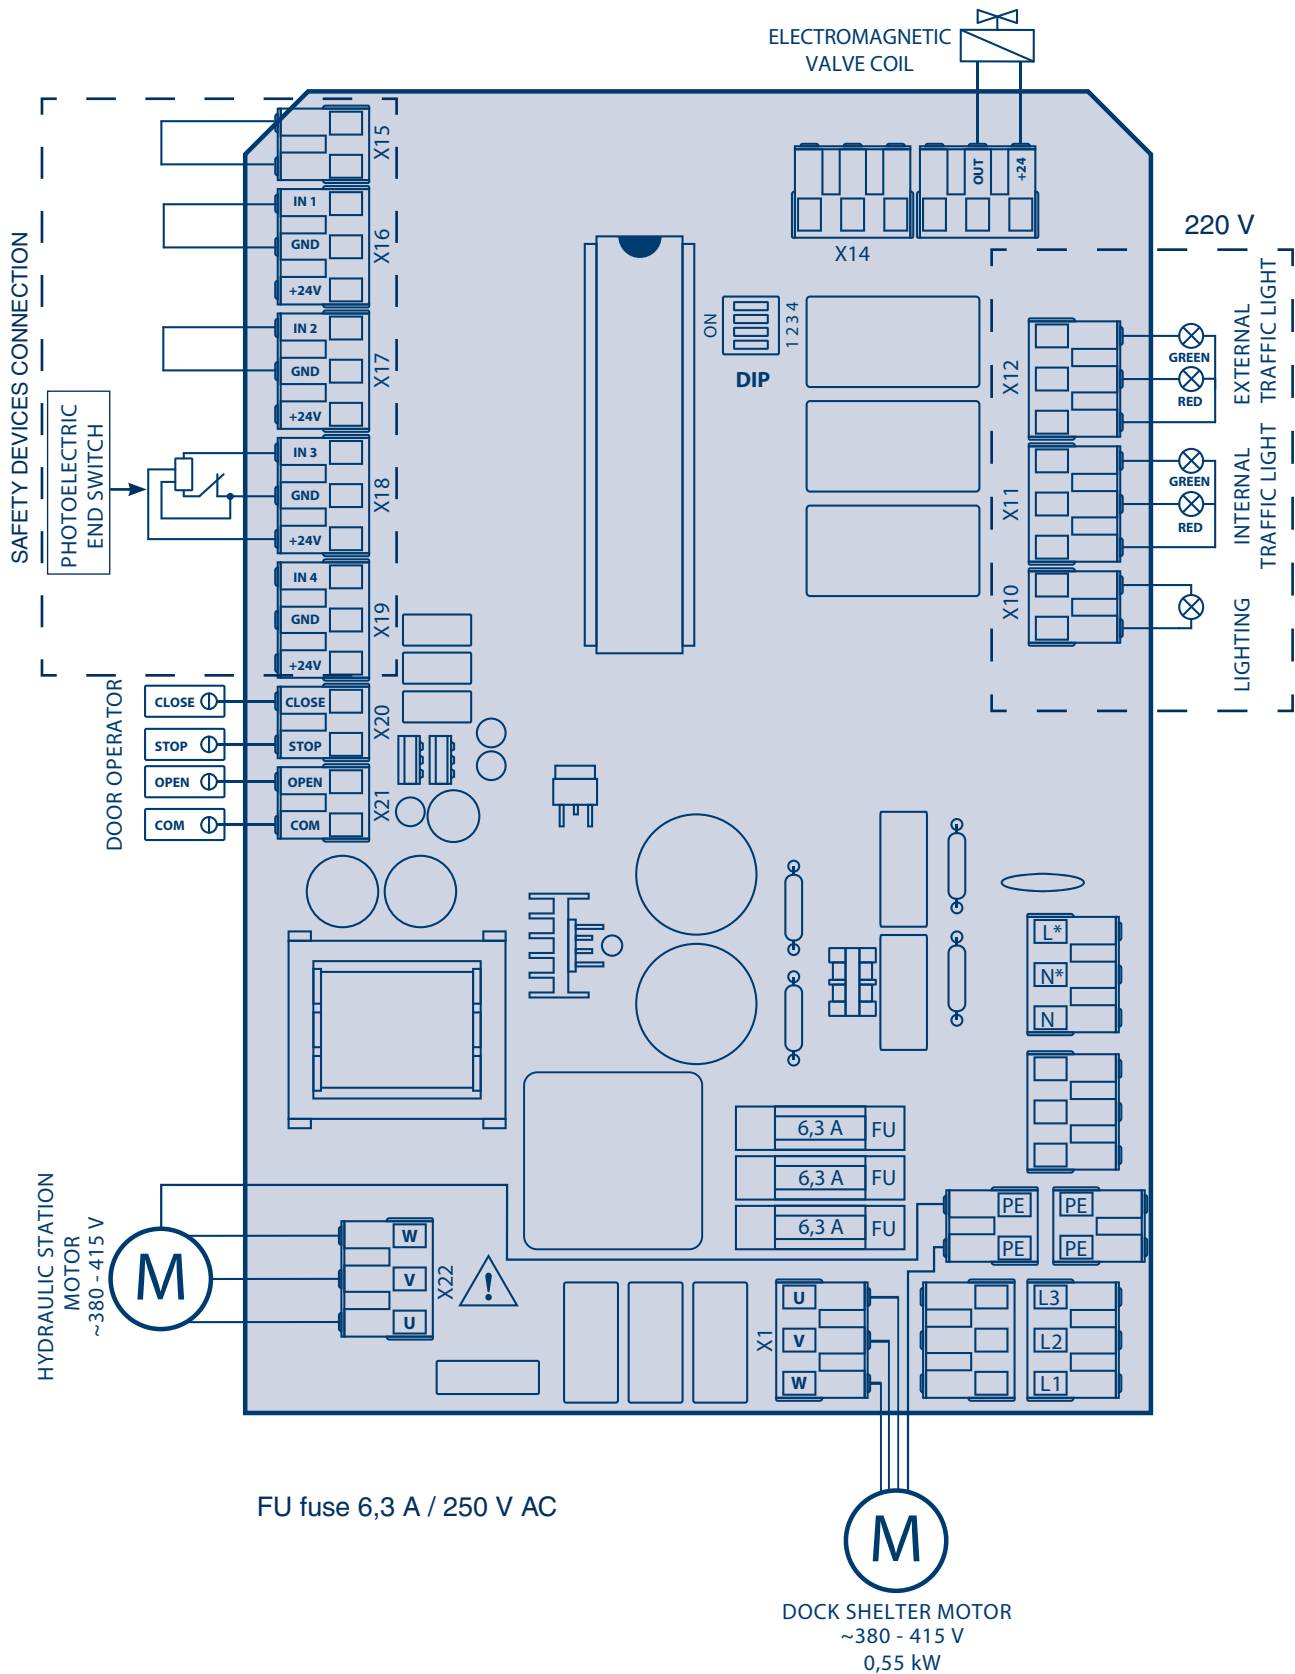 ELECTROMAGNETIC
VALVE COIL
OUT
+24
X14
220 V
SAFETY DEVICES CONNECTION
X15
IN 1
GND
+24V
X16
IN 2
GND
+24V
X17
PHOTOELECTRIC
END SWITCH
IN 3
GND
+24V
X18
IN 4
GND
+24V
X19
ON
1 2 3 4
DIP
X12
GREEN
RED
EXTERNAL
TRAFFIC LIGHT
X11
GREEN
RED
INTERNAL
TRAFFIC LIGHT
X10
LIGHTING
DOOR OPERATOR
CLOSE
STOP
OPEN
COM
CLOSE
STOP
X20
OPEN
COM
X21
L*
N*
N
6,3 A FU
6,3 A FU
6,3 A FU
PE
PE
PE
PE
HYDRAULIC STATION
MOTOR
~380 - 415 V
M
W
V
U
X22
!
X1
U
V
W
L3
L2
L1
FU fuse 6,3 A / 250 V AC
M
DOCK SHELTER MOTOR
~380 - 415 V
0,55 kW